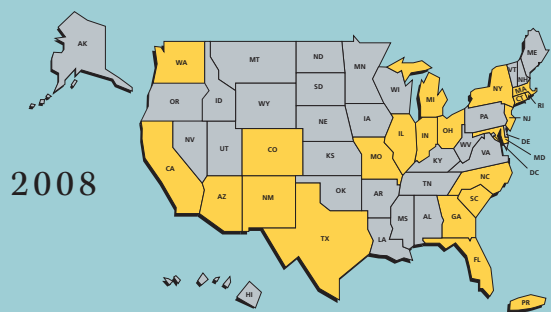 AK
WA
MT
ND
MN
ME
VT
NH
OR
ID
WY
SD
WI
MI
NY
MA
CT
RI
NV
UT
CO
NE
IA
IL
IN
OH
PA
NJ
CA
KS
MO
KY
WV
VA
DE
MD
DC
2008
AZ
NM
OK
AR
TN
NC
SC
TX
LA
MS
AL
GA
FL
HI
PR